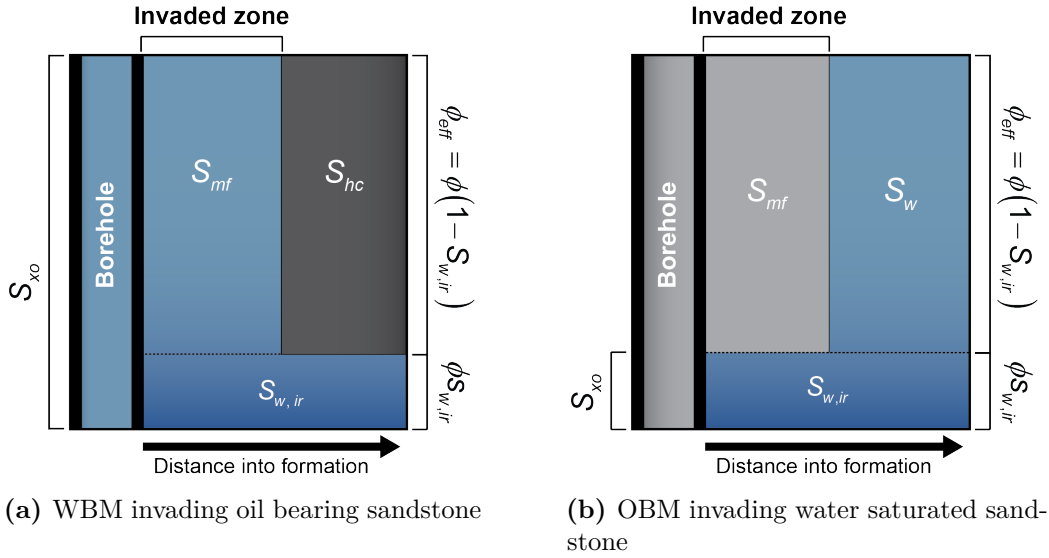 Invaded zone
S_xo
Borehole
S_mf
S_hc
S_w, ir
ϕ_eff = ϕ(1−S_w,ir)
ϕs_w,ir
Distance into formation
(a) WBM invading oil bearing sandstone
Invaded zone
S_xo
Borehole
S_mf
S_w
S_w,ir
ϕ_eff = ϕ(1−S_w,ir)
ϕs_w,ir
Distance into formation
(b) OBM invading water saturated sand-
stone